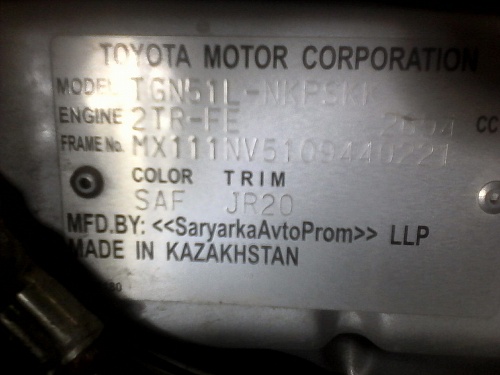 TOYOTA MOTOR CORPORATION
MODEL TGN51L-NKPSKK
ENGINE 2TR-FE 2694 CC
FRAME No.
COLOR TRIM
SAF JR20
MFD.BY: <<SaryarkaAvtoProm>> LLP
MADE IN KAZAKHSTAN